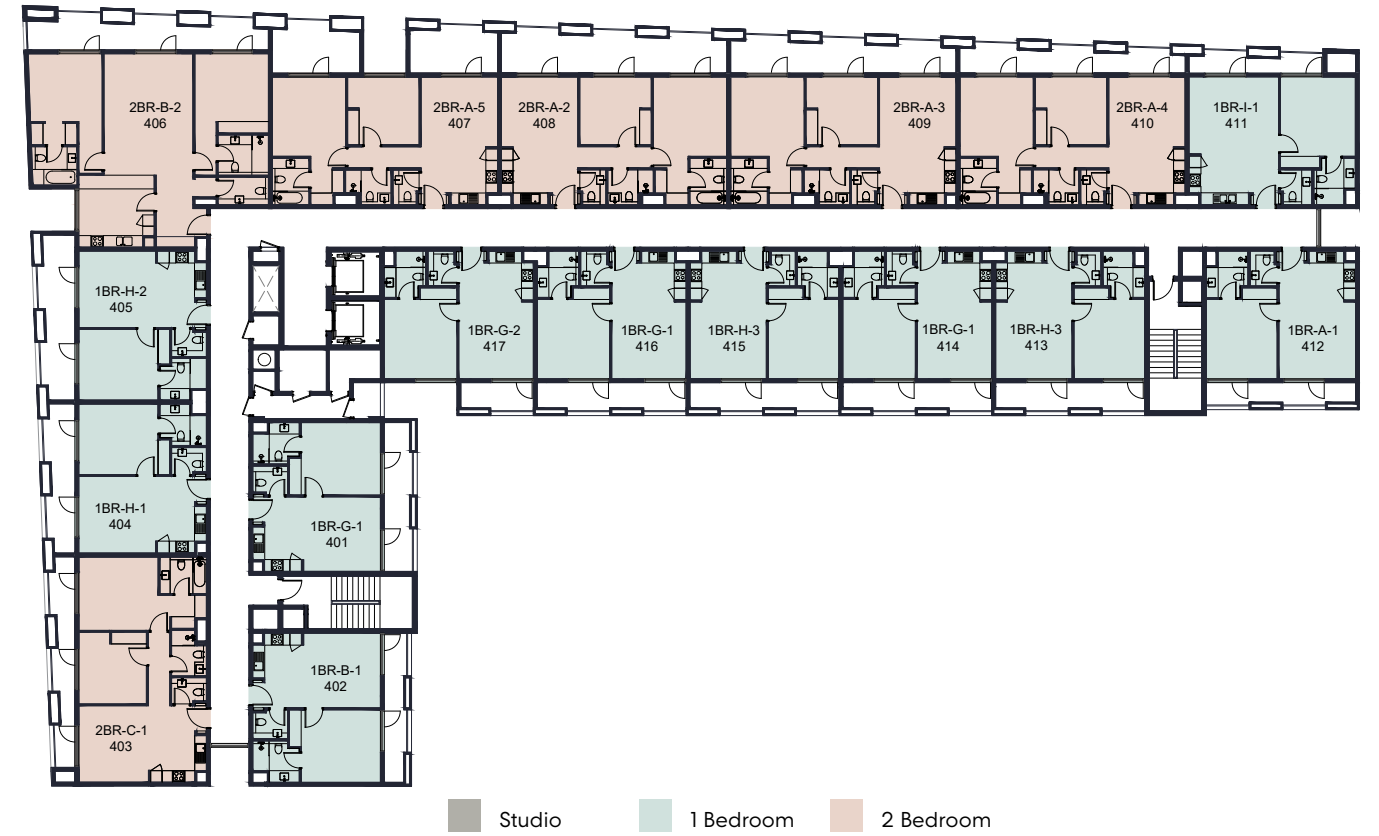 2BR-B-2
406
2BR-A-5
407
2BR-A-2
408
2BR-A-3
409
2BR-A-4
410
1BR-I-1
411
1BR-H-2
405
1BR-G-2
417
1BR-G-1
416
1BR-H-3
415
1BR-G-1
414
1BR-H-3
413
1BR-A-1
412
1BR-H-1
404
1BR-G-1
401
1BR-B-1
402
2BR-C-1
403
Studio
1 Bedroom
2 Bedroom